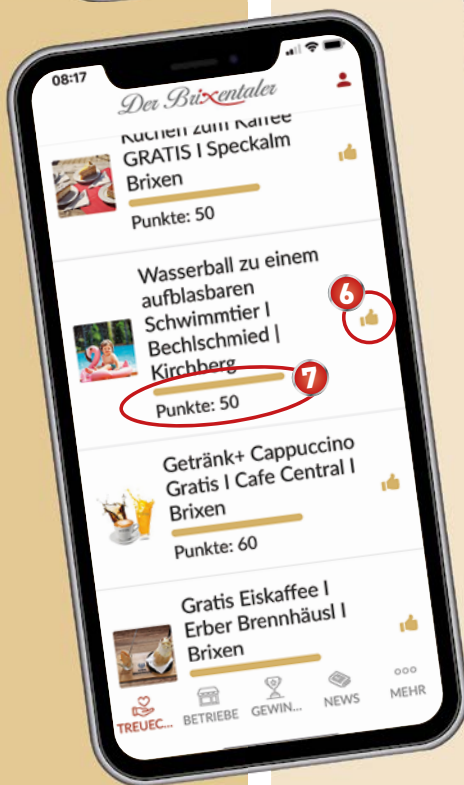 08:17
Der Brixentaler
Kuchen zum Kaffee
GRATIS I Speckalm
Brixen
Punkte: 50
Wasserball zu einem
aufblasbaren
Schwimmtier I
Bechlschmied |
Kirchberg
6
7
Punkte: 50
Getränk+ Cappuccino
Gratis I Cafe Central I
Brixen
Punkte: 60
Gratis Eiskaffee I
Erber Brennhäusl I
Brixen
TREUEC... BETRIEBE GEWIN... NEWS MEHR